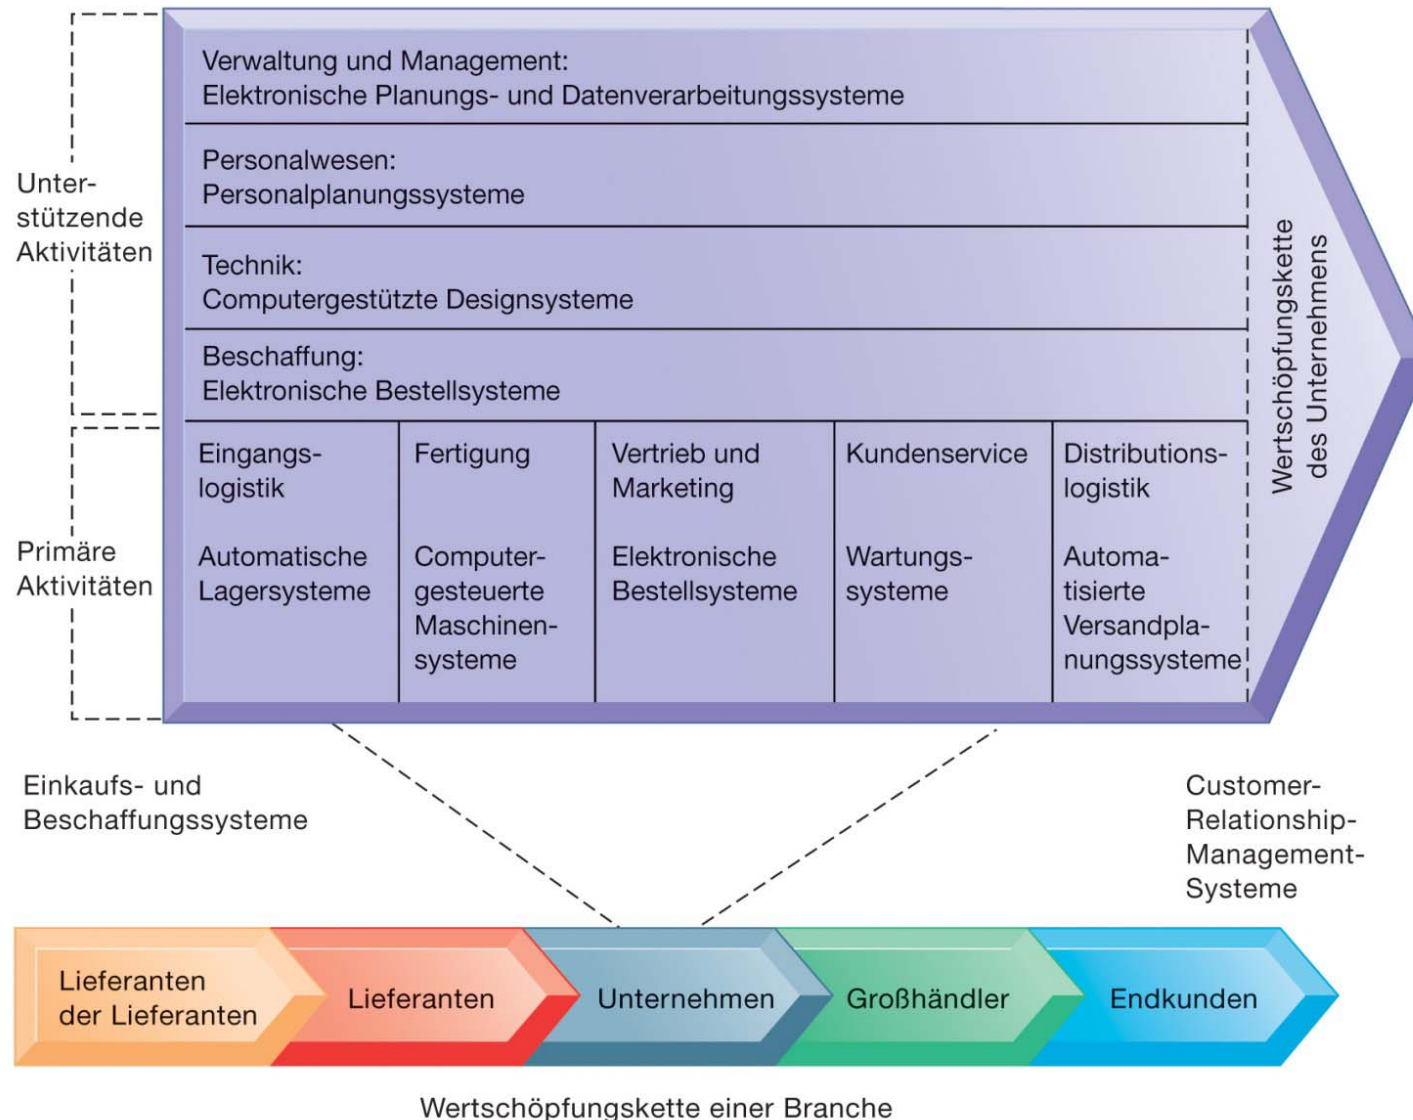 Verwaltung und Management:
Elektronische Planungs- und Datenverarbeitungssysteme
Personalwesen:
Personalplanungssysteme
Technik:
Computergestützte Designsysteme
Beschaffung:
Elektronische Bestellsysteme
Unter-
stützende
Aktivitäten
Primäre
Aktivitäten
Eingangs-
logistik
Automatische
Lagersysteme
Fertigung
Computer-
gesteuerte
Maschinen-
systeme
Vertrieb und
Marketing
Elektronische
Bestellsysteme
Kundenservice
Wartungs-
systeme
Distributions-
logistik
Automa-
tisierte
Versandpla-
nungssysteme
Wertschöpfungskette
des Unternehmens
Einkaufs- und
Beschaffungssysteme
Customer-
Relationship-
Management-
Systeme
Lieferanten
der Lieferanten
Lieferanten
Unternehmen
Großhändler
Endkunden
Wertschöpfungskette einer Branche